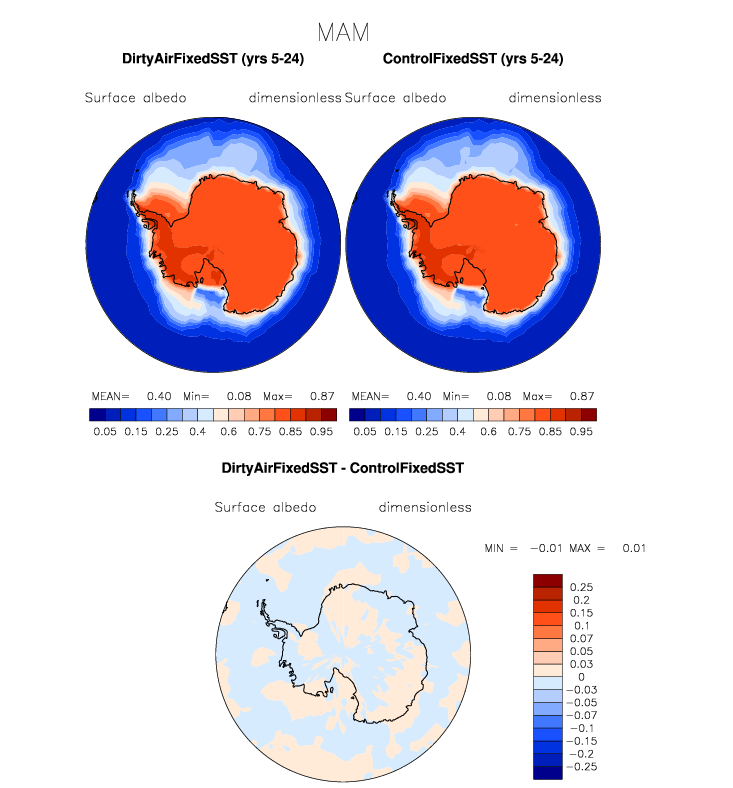 MAM
DirtyAirFixedSST (yrs 5-24) ControlFixedSST (yrs 5-24)
Surface albedo dimensionless Surface albedo dimensionless
MEAN= 0.40 Min= 0.08 Max= 0.87 MEAN= 0.40 Min= 0.08 Max= 0.87
0.05 0.15 0.25 0.4 0.6 0.75 0.85 0.95 0.05 0.15 0.25 0.4 0.6 0.75 0.85 0.95
DirtyAirFixedSST - ControlFixedSST
Surface albedo dimensionless
MIN = -0.01 MAX = 0.01
0.25
0.2
0.15
0.1
0.07
0.05
0.03
0
-0.03
-0.05
-0.07
-0.1
-0.15
-0.2
-0.25